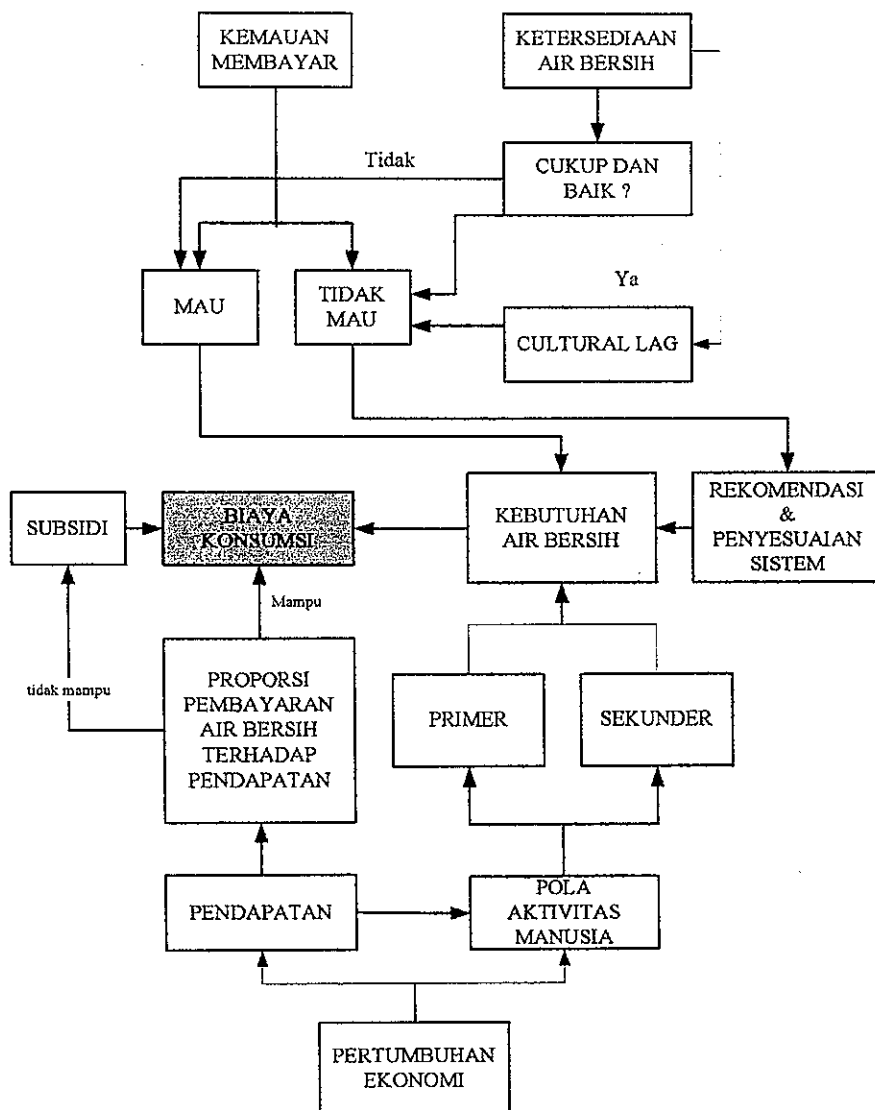 KEMAUAN
MEMBAYAR
KETERSEDIAAN
AIR BERSIH
Tidak
CUKUP DAN
BAIK ?
MAU
TIDAK
MAU
Ya
CULTURAL LAG
SUBSIDI
BIAYA
KONSUMSI
KEBUTUHAN
AIR BERSIH
REKOMENDASI
&
PENYESUAIAN
SISTEM
Mampu
tidak mampu
PROPORSI
PEMBAYARAN
AIR BERSIH
TERHADAP
PENDAPATAN
PRIMER
SEKUNDER
PENDAPATAN
POLA
AKTIVITAS
MANUSIA
PERTUMBUHAN
EKONOMI